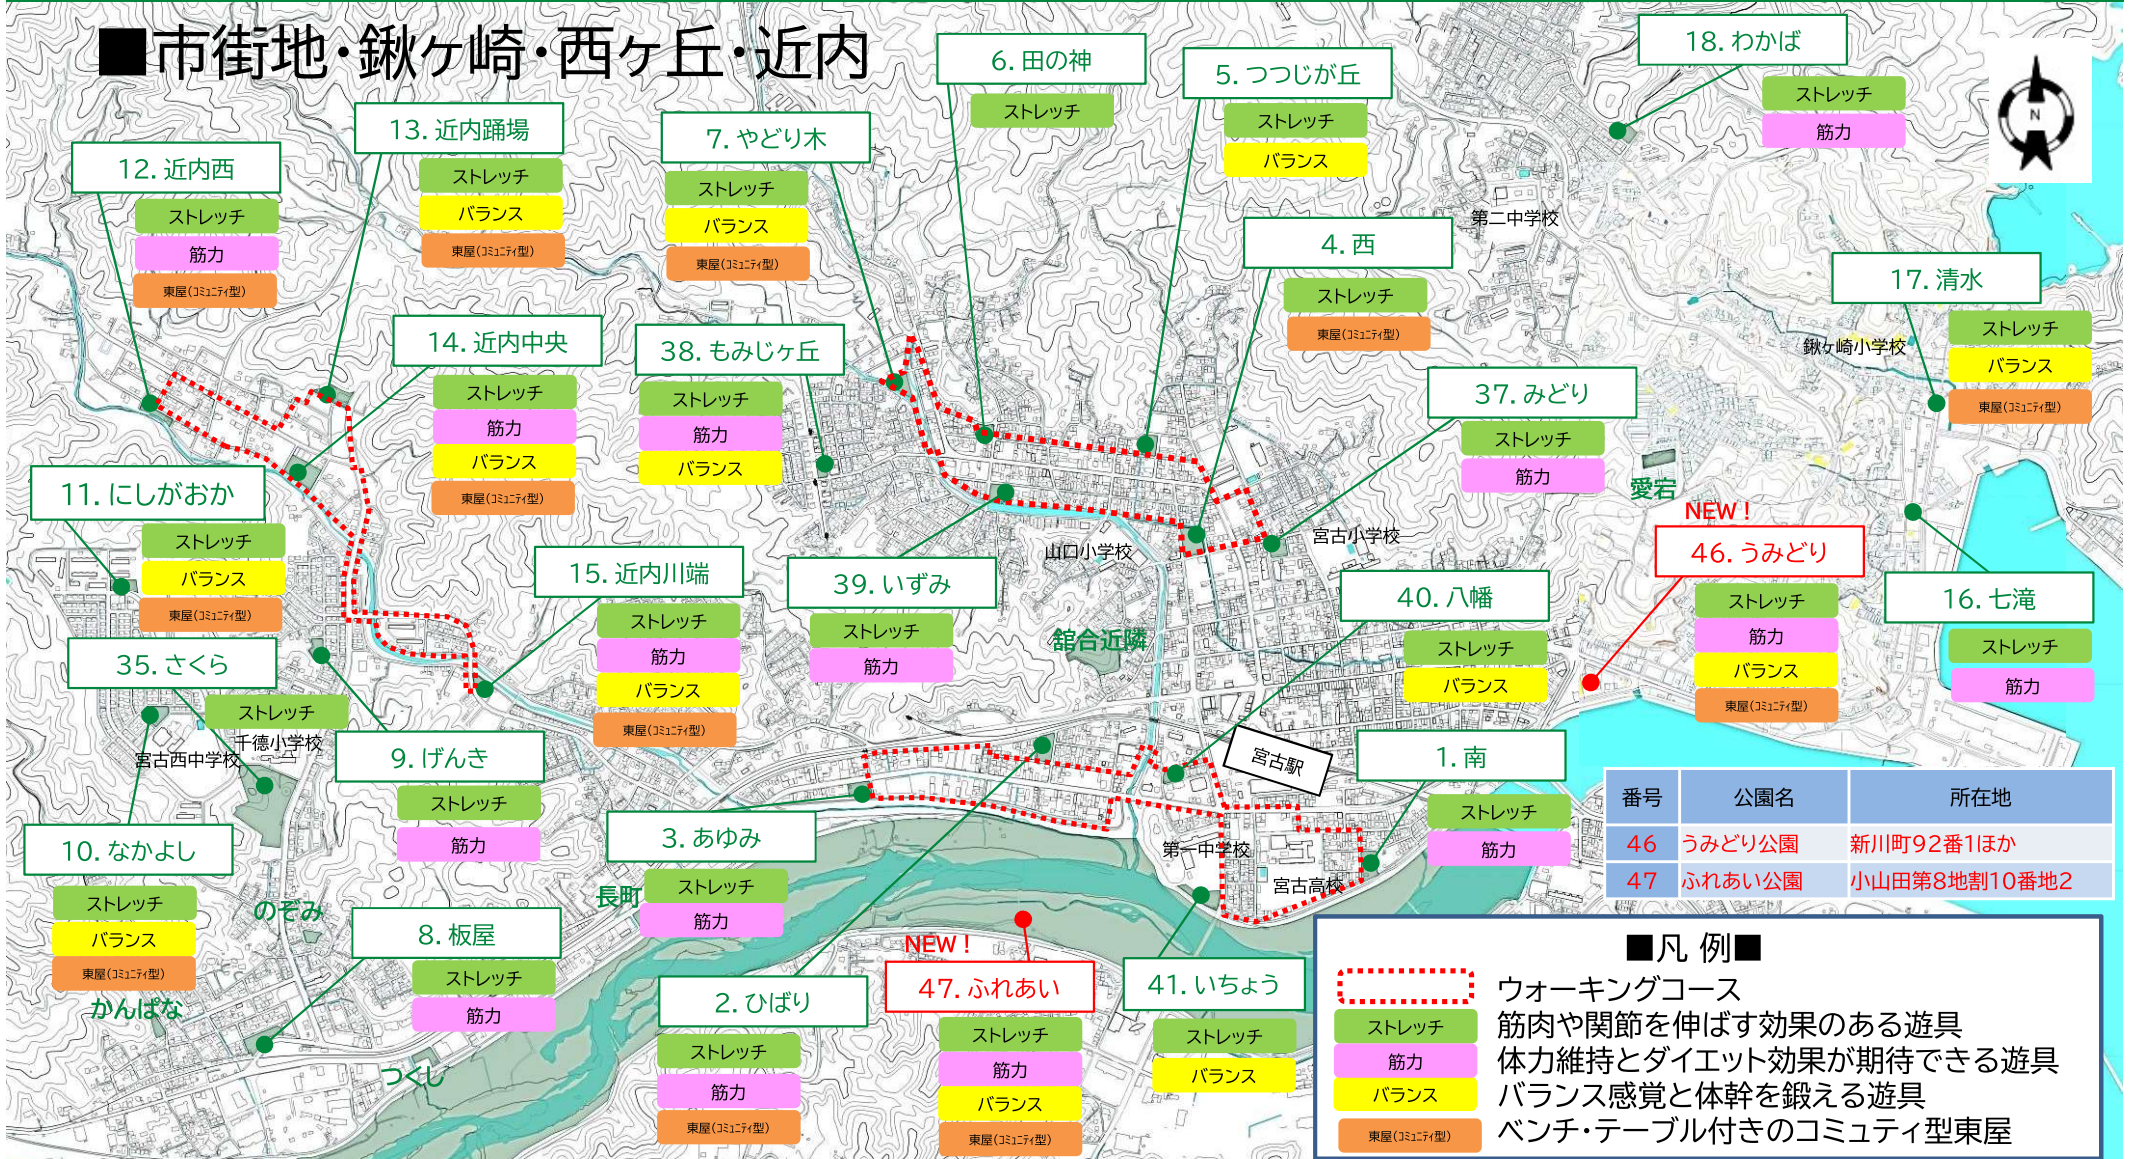 ■市街地・鍬ヶ崎・西ヶ丘・近内
18. わかば
ストレッチ
筋力
N
6. 田の神
ストレッチ
5. つつじが丘
ストレッチ
バランス
13. 近内踊場
ストレッチ
バランス
東屋(コミュニティ型)
7. やどり木
ストレッチ
バランス
東屋(コミュニティ型)
12. 近内西
ストレッチ
筋力
東屋(コミュニティ型)
第二中学校
4. 西
ストレッチ
東屋(コミュニティ型)
17. 清水
ストレッチ
バランス
東屋(コミュニティ型)
鍬ヶ崎小学校
14. 近内中央
ストレッチ
筋力
バランス
東屋(コミュニティ型)
38. もみじヶ丘
ストレッチ
筋力
バランス
37. みどり
ストレッチ
筋力
愛宕
11. にしがおか
ストレッチ
バランス
東屋(コミュニティ型)
NEW！
46. うみどり
ストレッチ
筋力
バランス
東屋(コミュニティ型)
宮古小学校
山口小学校
15. 近内川端
ストレッチ
筋力
バランス
東屋(コミュニティ型)
39. いずみ
ストレッチ
筋力
40. 八幡
ストレッチ
バランス
16. 七滝
ストレッチ
筋力
舘合近隣
35. さくら
ストレッチ
千徳小学校
宮古西中学校
9. げんき
ストレッチ
筋力
宮古駅
1. 南
ストレッチ
筋力
番号 公園名 所在地
46 うみどり公園 新川町92番1ほか
47 ふれあい公園 小山田第8地割10番地2
3. あゆみ
ストレッチ
筋力
10. なかよし
ストレッチ
バランス
東屋(コミュニティ型)
第一中学校
宮古高校
長町
のぞみ
8. 板屋
ストレッチ
筋力
かんぱな
つくし
2. ひばり
ストレッチ
筋力
東屋(コミュニティ型)
NEW！
47. ふれあい
ストレッチ
筋力
バランス
東屋(コミュニティ型)
41. いちょう
ストレッチ
バランス
■凡 例■
ウォーキングコース
ストレッチ 筋肉や関節を伸ばす効果のある遊具
筋力 体力維持とダイエット効果が期待できる遊具
バランス バランス感覚と体幹を鍛える遊具
東屋(コミュニティ型) ベンチ・テーブル付きのコミュティ型東屋